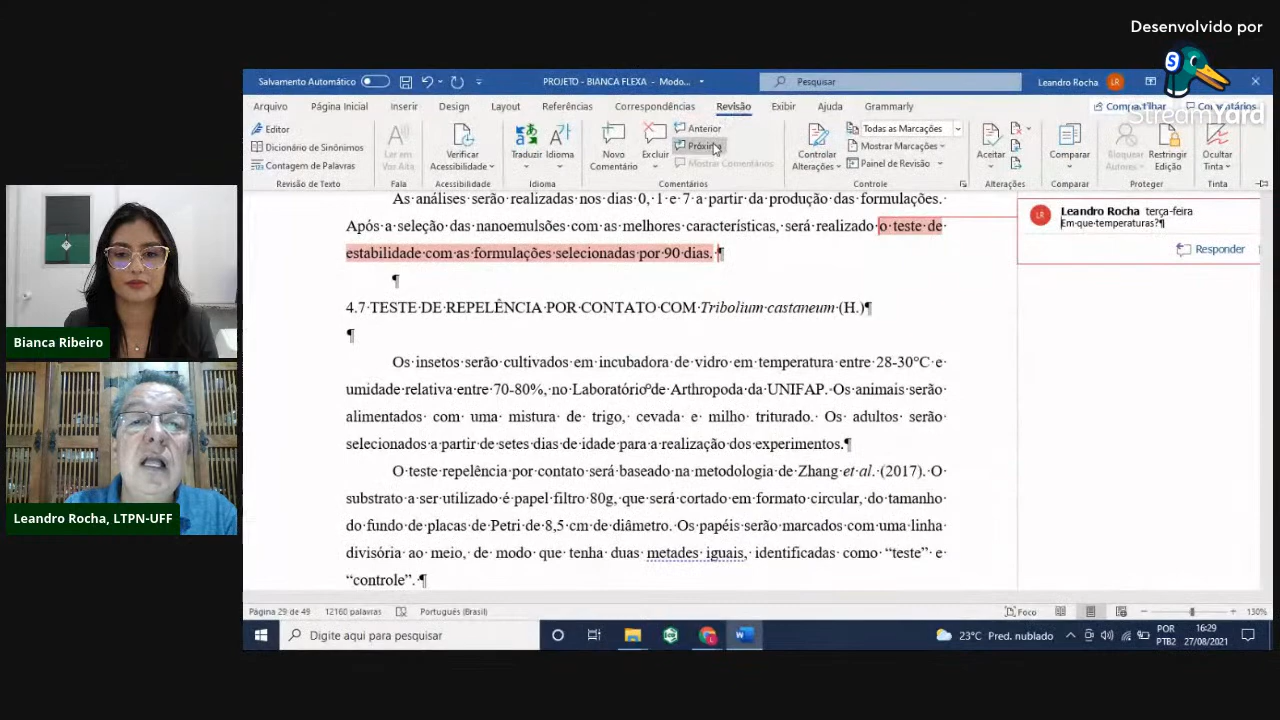 Desenvolvido por
S
StreamYard
Salvamento Automático
PROJETO - BIANCA FLEXA - Modo...
Pesquisar
Leandro Rocha LR
Arquivo Página Inicial Inserir Design Layout Referências Correspondências Revisão Exibir Ajuda Grammarly Compartilhar Comentários
Editor
Dicionário de Sinônimos
Contagem de Palavras
Revisão de Texto
Ler em Voz Alta
Fala
Verificar Acessibilidade
Acessibilidade
Traduzir Idioma
Idioma
Novo Comentário
Excluir
Anterior
Próximo
Mostrar Comentários
Comentários
Controlar Alterações
Todas as Marcações
Mostrar Marcações
Painel de Revisão
Controle
Aceitar
Alterações
Comparar
Comparar
Bloquear Autores
Restringir Edição
Proteger
Ocultar Tinta
Tinta
As análises serão realizadas nos dias 0, 1 e 7 a partir da produção das formulações.
Após a seleção das nanoemulsões com as melhores características, será realizado o teste de
estabilidade com as formulações selecionadas por 90 dias. ¶
¶
4.7 TESTE DE REPELÊNCIA POR CONTATO COM Tribolium castaneum (H.)¶
¶
Os insetos serão cultivados em incubadora de vidro em temperatura entre 28-30°C e
umidade relativa entre 70-80%, no Laboratório de Arthropoda da UNIFAP. Os animais serão
alimentados com uma mistura de trigo, cevada e milho triturado. Os adultos serão
selecionados a partir de setes dias de idade para a realização dos experimentos.¶
O teste repelência por contato será baseado na metodologia de Zhang et al. (2017). O
substrato a ser utilizado é papel filtro 80g, que será cortado em formato circular, do tamanho
do fundo de placas de Petri de 8,5 cm de diâmetro. Os papéis serão marcados com uma linha
divisória ao meio, de modo que tenha duas metades iguais, identificadas como “teste” e
“controle”. ¶
LR Leandro Rocha terça-feira
Em que temperaturas?¶
Responder
Bianca Ribeiro
Leandro Rocha, LTPN-UFF
Página 29 de 49 12160 palavras Português (Brasil) Foco 130%
Digite aqui para pesquisar
23°C Pred. nublado
POR
PTB2
16:29
27/08/2021